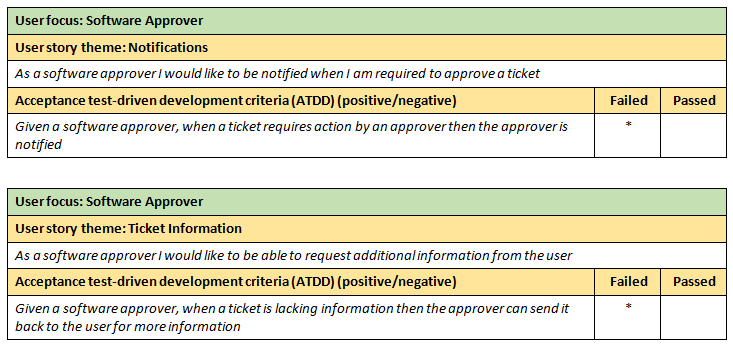 User focus: Software Approver
User story theme: Notifications
As a software approver I would like to be notified when I am required to approve a ticket
Acceptance test-driven development criteria (ATDD) (positive/negative) Failed Passed
Given a software approver, when a ticket requires action by an approver then the approver is *
notified
User focus: Software Approver
User story theme: Ticket Information
As a software approver I would like to be able to request additional information from the user
Acceptance test-driven development criteria (ATDD) (positive/negative) Failed Passed
Given a software approver, when a ticket is lacking information then the approver can send it *
back to the user for more information